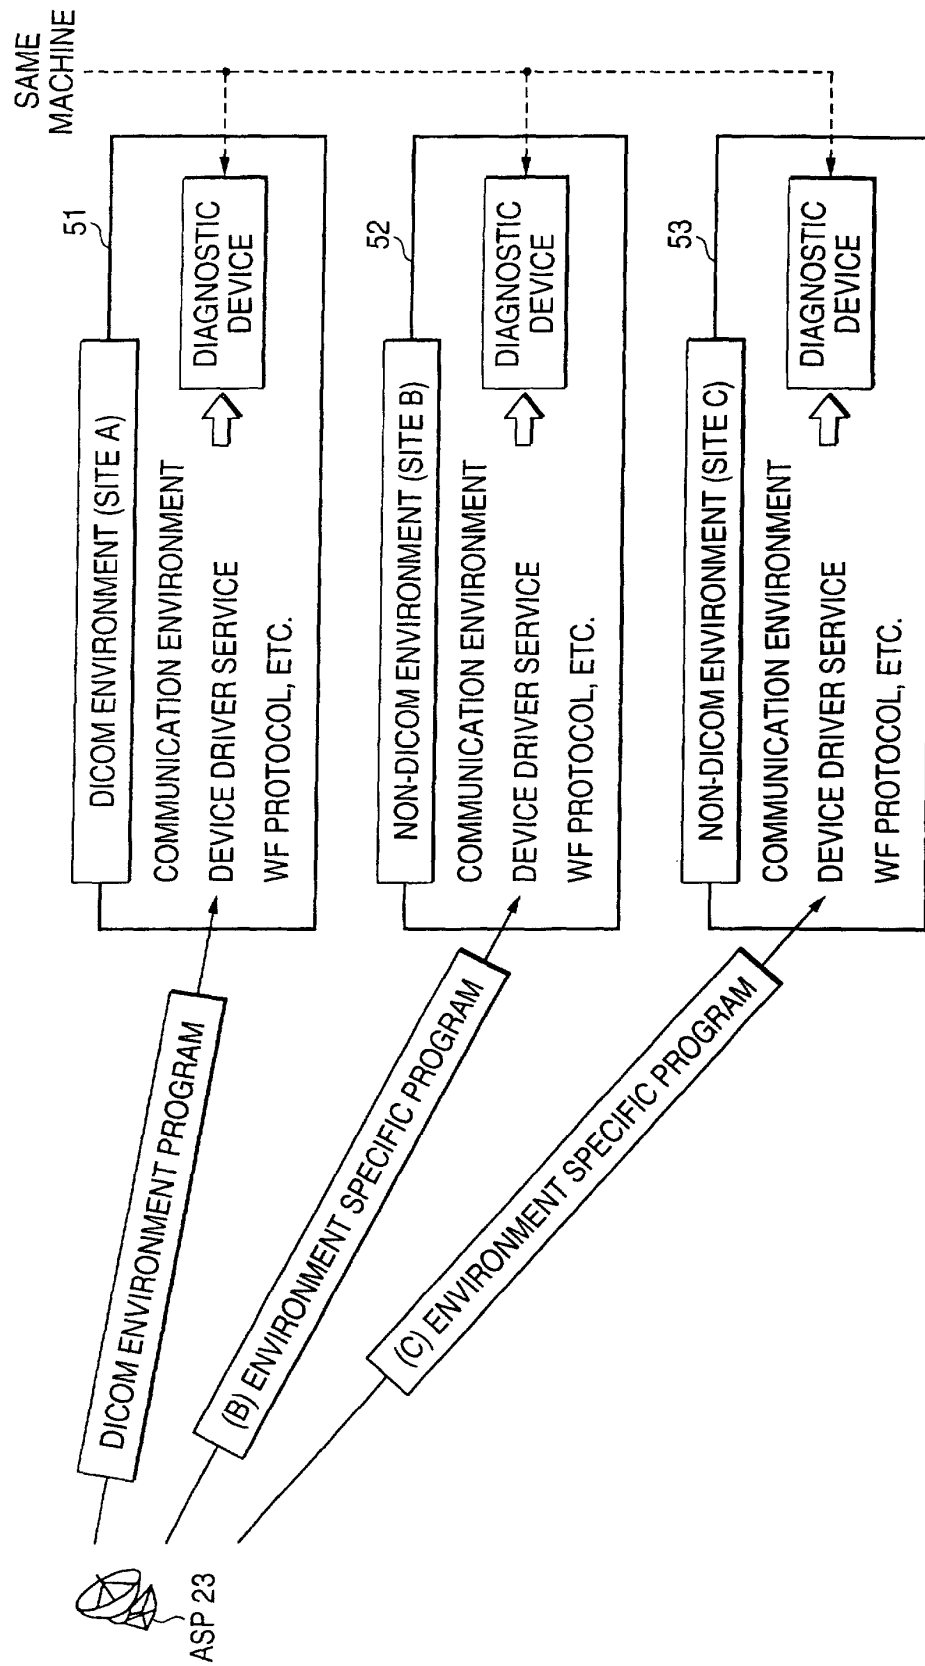 SAME
MACHINE
ASP 23
DICOM ENVIRONMENT PROGRAM
(B) ENVIRONMENT SPECIFIC PROGRAM
(C) ENVIRONMENT SPECIFIC PROGRAM
51
DICOM ENVIRONMENT (SITE A)
COMMUNICATION ENVIRONMENT
DEVICE DRIVER SERVICE
WF PROTOCOL, ETC.
DIAGNOSTIC
DEVICE
52
NON-DICOM ENVIRONMENT (SITE B)
COMMUNICATION ENVIRONMENT
DEVICE DRIVER SERVICE
WF PROTOCOL, ETC.
DIAGNOSTIC
DEVICE
53
NON-DICOM ENVIRONMENT (SITE C)
COMMUNICATION ENVIRONMENT
DEVICE DRIVER SERVICE
WF PROTOCOL, ETC.
DIAGNOSTIC
DEVICE